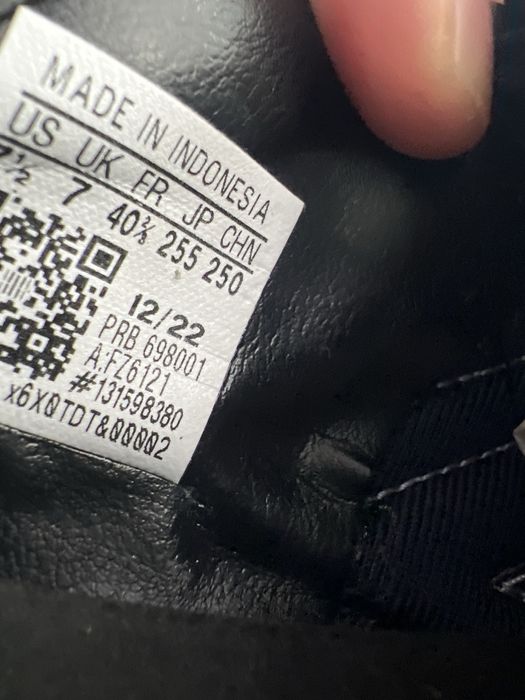 MADE IN INDONESIA
US UK FR JP CHN
7½ 7 40⅔ 255 250
12/22
PRB 698001
A:FZ6121
#131598380
x6XQTDT&00002